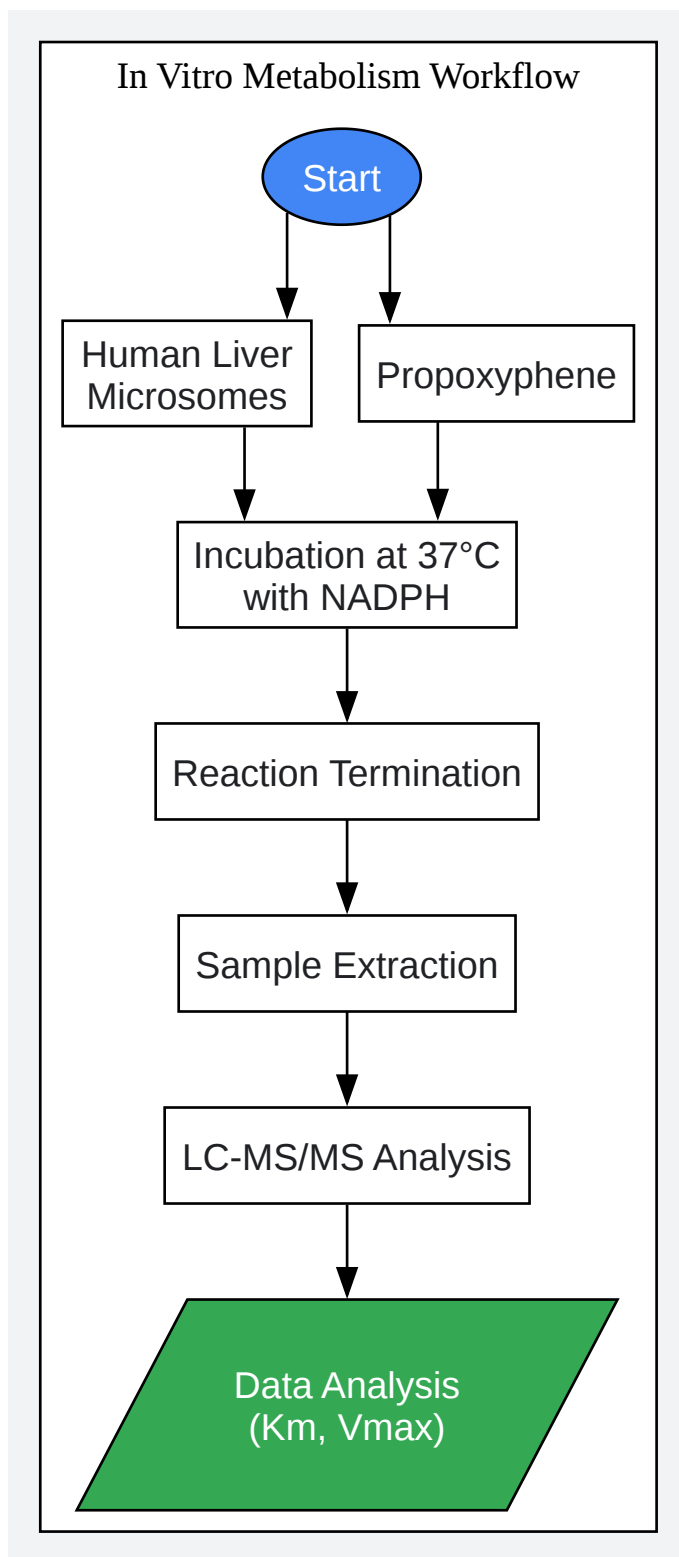 In Vitro Metabolism Workflow
Start
Human Liver
Microsomes
Propoxyphene
Incubation at 37°C
with NADPH
Reaction Termination
Sample Extraction
LC-MS/MS Analysis
Data Analysis
(Km, Vmax)